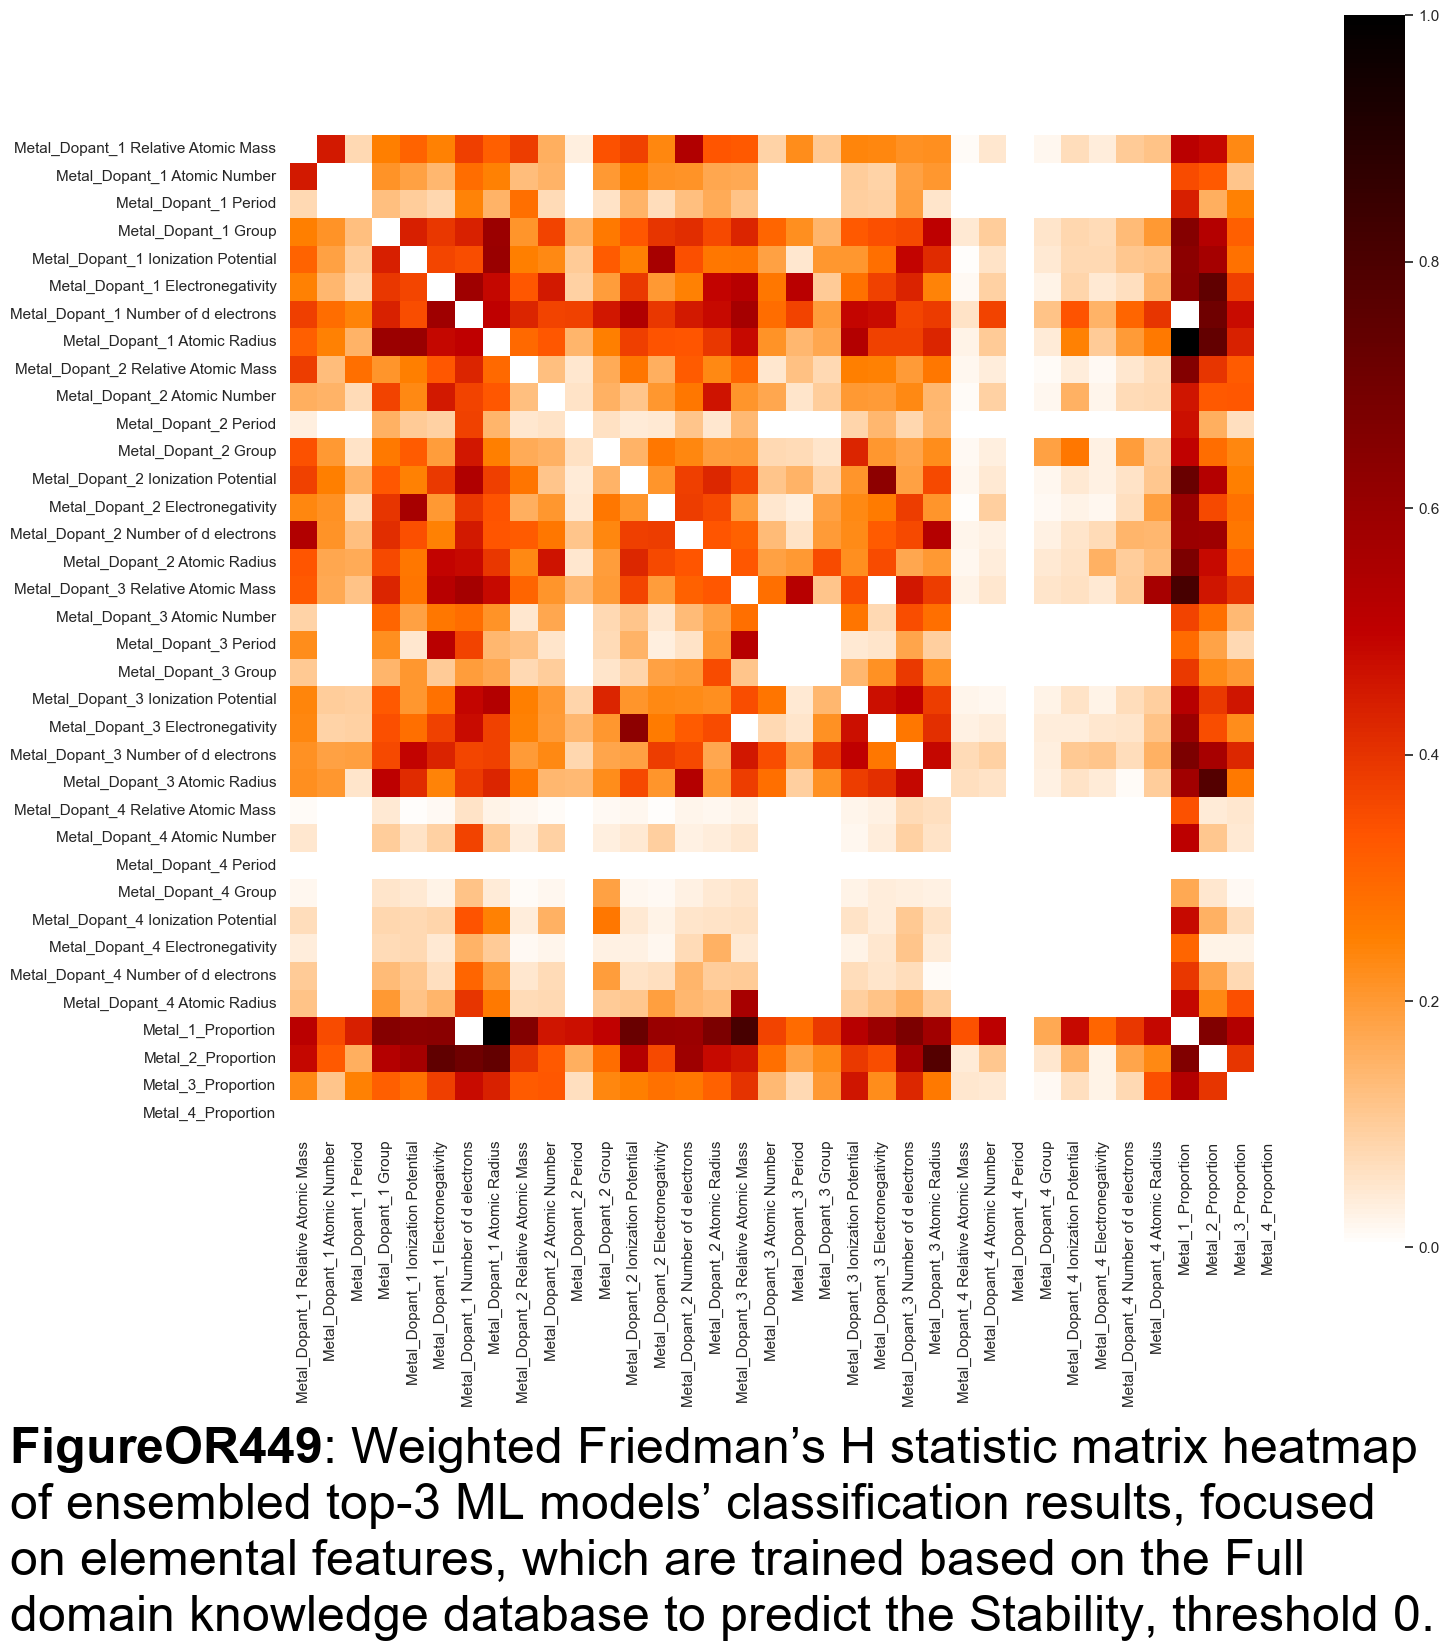 1.0
0.8
0.6
0.4
0.2
0.0
Metal_Dopant_1 Relative Atomic Mass
Metal_Dopant_1 Atomic Number
Metal_Dopant_1 Period
Metal_Dopant_1 Group
Metal_Dopant_1 Ionization Potential
Metal_Dopant_1 Electronegativity
Metal_Dopant_1 Number of d electrons
Metal_Dopant_1 Atomic Radius
Metal_Dopant_2 Relative Atomic Mass
Metal_Dopant_2 Atomic Number
Metal_Dopant_2 Period
Metal_Dopant_2 Group
Metal_Dopant_2 Ionization Potential
Metal_Dopant_2 Electronegativity
Metal_Dopant_2 Number of d electrons
Metal_Dopant_2 Atomic Radius
Metal_Dopant_3 Relative Atomic Mass
Metal_Dopant_3 Atomic Number
Metal_Dopant_3 Period
Metal_Dopant_3 Group
Metal_Dopant_3 Ionization Potential
Metal_Dopant_3 Electronegativity
Metal_Dopant_3 Number of d electrons
Metal_Dopant_3 Atomic Radius
Metal_Dopant_4 Relative Atomic Mass
Metal_Dopant_4 Atomic Number
Metal_Dopant_4 Period
Metal_Dopant_4 Group
Metal_Dopant_4 Ionization Potential
Metal_Dopant_4 Electronegativity
Metal_Dopant_4 Number of d electrons
Metal_Dopant_4 Atomic Radius
Metal_1_Proportion
Metal_2_Proportion
Metal_3_Proportion
Metal_4_Proportion
Metal_Dopant_1 Relative Atomic Mass
Metal_Dopant_1 Atomic Number
Metal_Dopant_1 Period
Metal_Dopant_1 Group
Metal_Dopant_1 Ionization Potential
Metal_Dopant_1 Electronegativity
Metal_Dopant_1 Number of d electrons
Metal_Dopant_1 Atomic Radius
Metal_Dopant_2 Relative Atomic Mass
Metal_Dopant_2 Atomic Number
Metal_Dopant_2 Period
Metal_Dopant_2 Group
Metal_Dopant_2 Ionization Potential
Metal_Dopant_2 Electronegativity
Metal_Dopant_2 Number of d electrons
Metal_Dopant_2 Atomic Radius
Metal_Dopant_3 Relative Atomic Mass
Metal_Dopant_3 Atomic Number
Metal_Dopant_3 Period
Metal_Dopant_3 Group
Metal_Dopant_3 Ionization Potential
Metal_Dopant_3 Electronegativity
Metal_Dopant_3 Number of d electrons
Metal_Dopant_3 Atomic Radius
Metal_Dopant_4 Relative Atomic Mass
Metal_Dopant_4 Atomic Number
Metal_Dopant_4 Period
Metal_Dopant_4 Group
Metal_Dopant_4 Ionization Potential
Metal_Dopant_4 Electronegativity
Metal_Dopant_4 Number of d electrons
Metal_Dopant_4 Atomic Radius
Metal_1_Proportion
Metal_2_Proportion
Metal_3_Proportion
Metal_4_Proportion
FigureOR449: Weighted Friedman’s H statistic matrix heatmap
of ensembled top-3 ML models’ classification results, focused
on elemental features, which are trained based on the Full
domain knowledge database to predict the Stability, threshold 0.